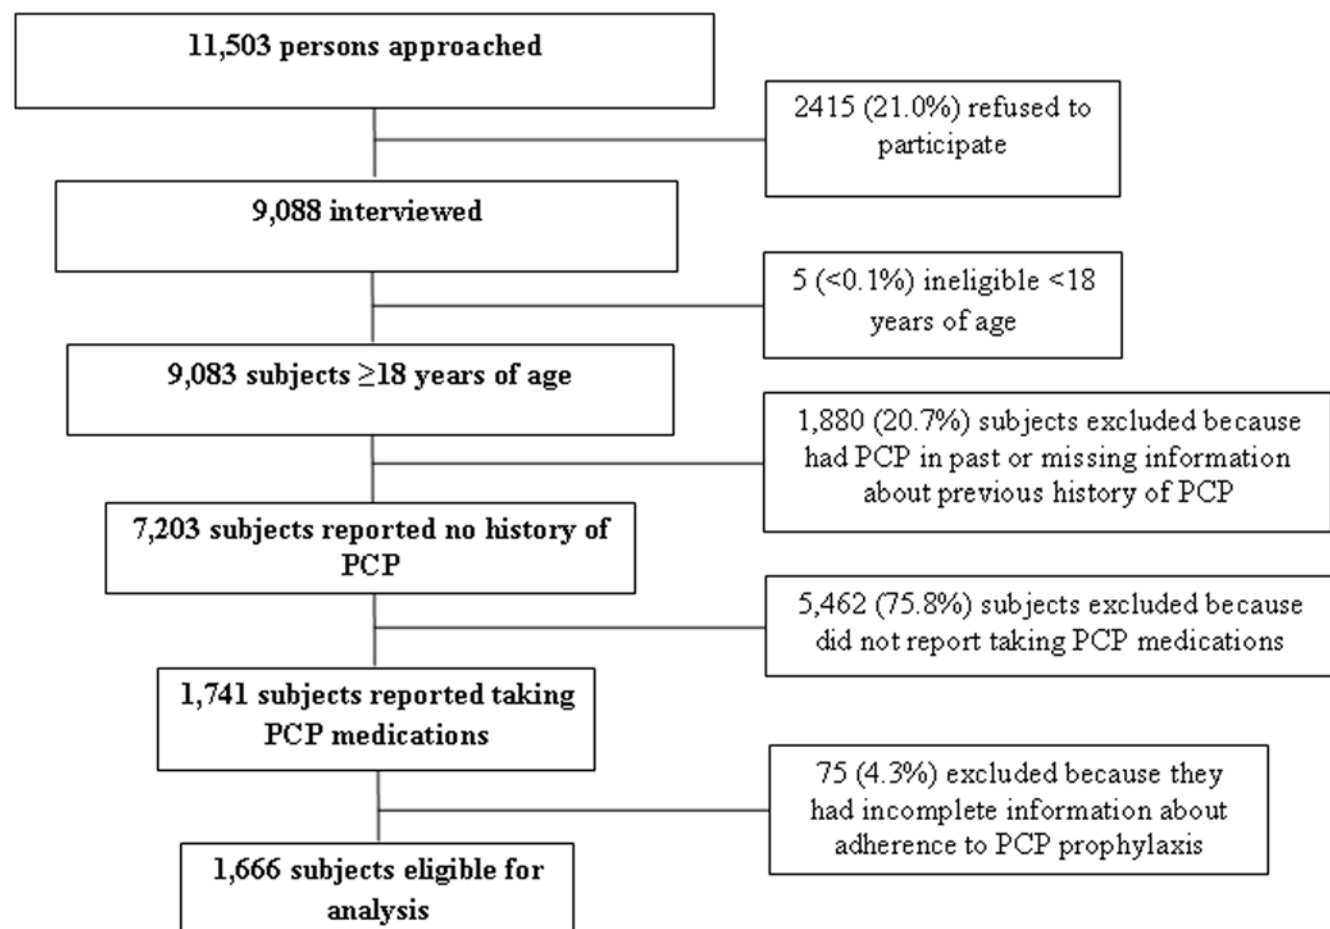 11,503 persons approached
2415 (21.0%) refused to
participate
9,088 interviewed
5 (<0.1%) ineligible <18
years of age
9,083 subjects ≥18 years of age
1,880 (20.7%) subjects excluded because
had PCP in past or missing information
about previous history of PCP
7,203 subjects reported no history of
PCP
5,462 (75.8%) subjects excluded because
did not report taking PCP medications
1,741 subjects reported taking
PCP medications
75 (4.3%) excluded because they
had incomplete information about
adherence to PCP prophylaxis
1,666 subjects eligible for
analysis